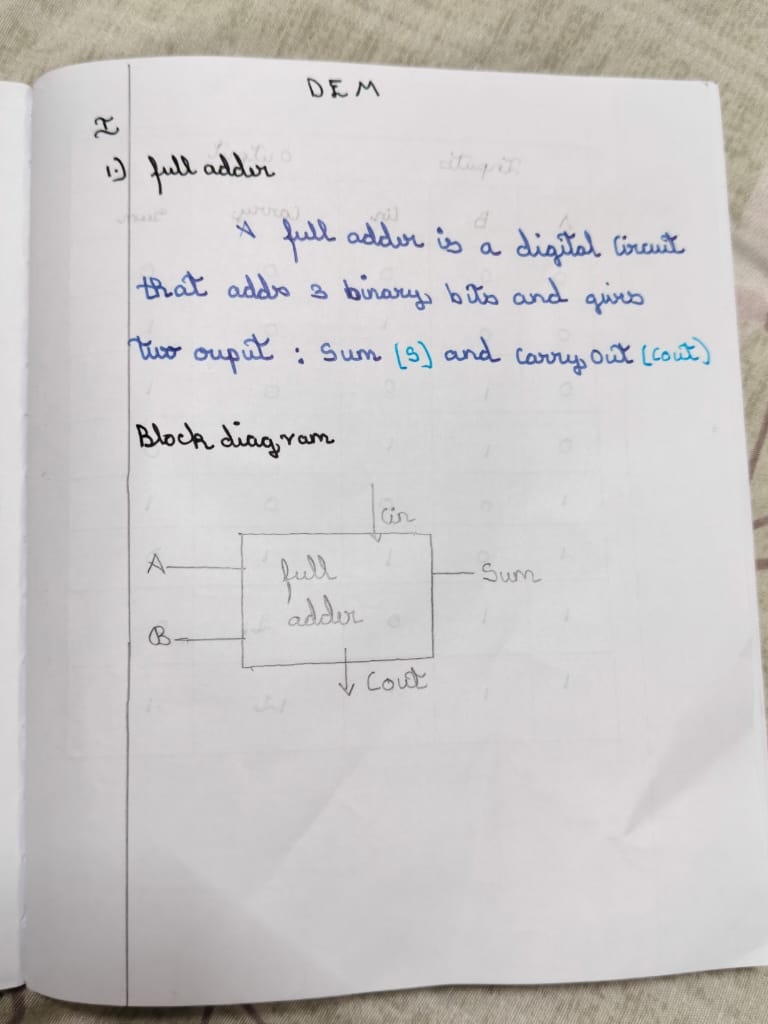 DEM
I
1.) full adder
A full adder is a digital Circuit
that adds 3 binary bits and gives
two ouput : Sum (S) and Carry out (Cout)
Block diagram
Cin
A
full
Sum
adder
B
Cout